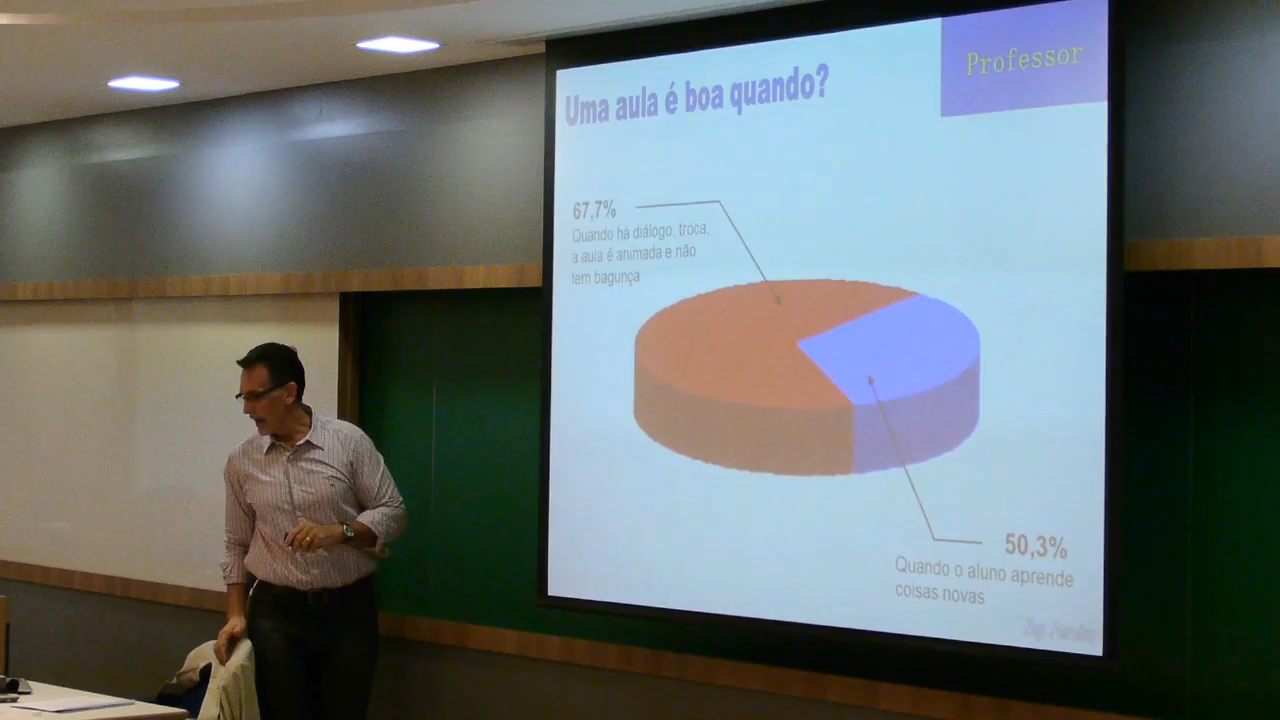 Professor
Uma aula é boa quando?
67,7%
Quando há diálogo, troca,
a aula é animada e não
tem bagunça
50,3%
Quando o aluno aprende
coisas novas